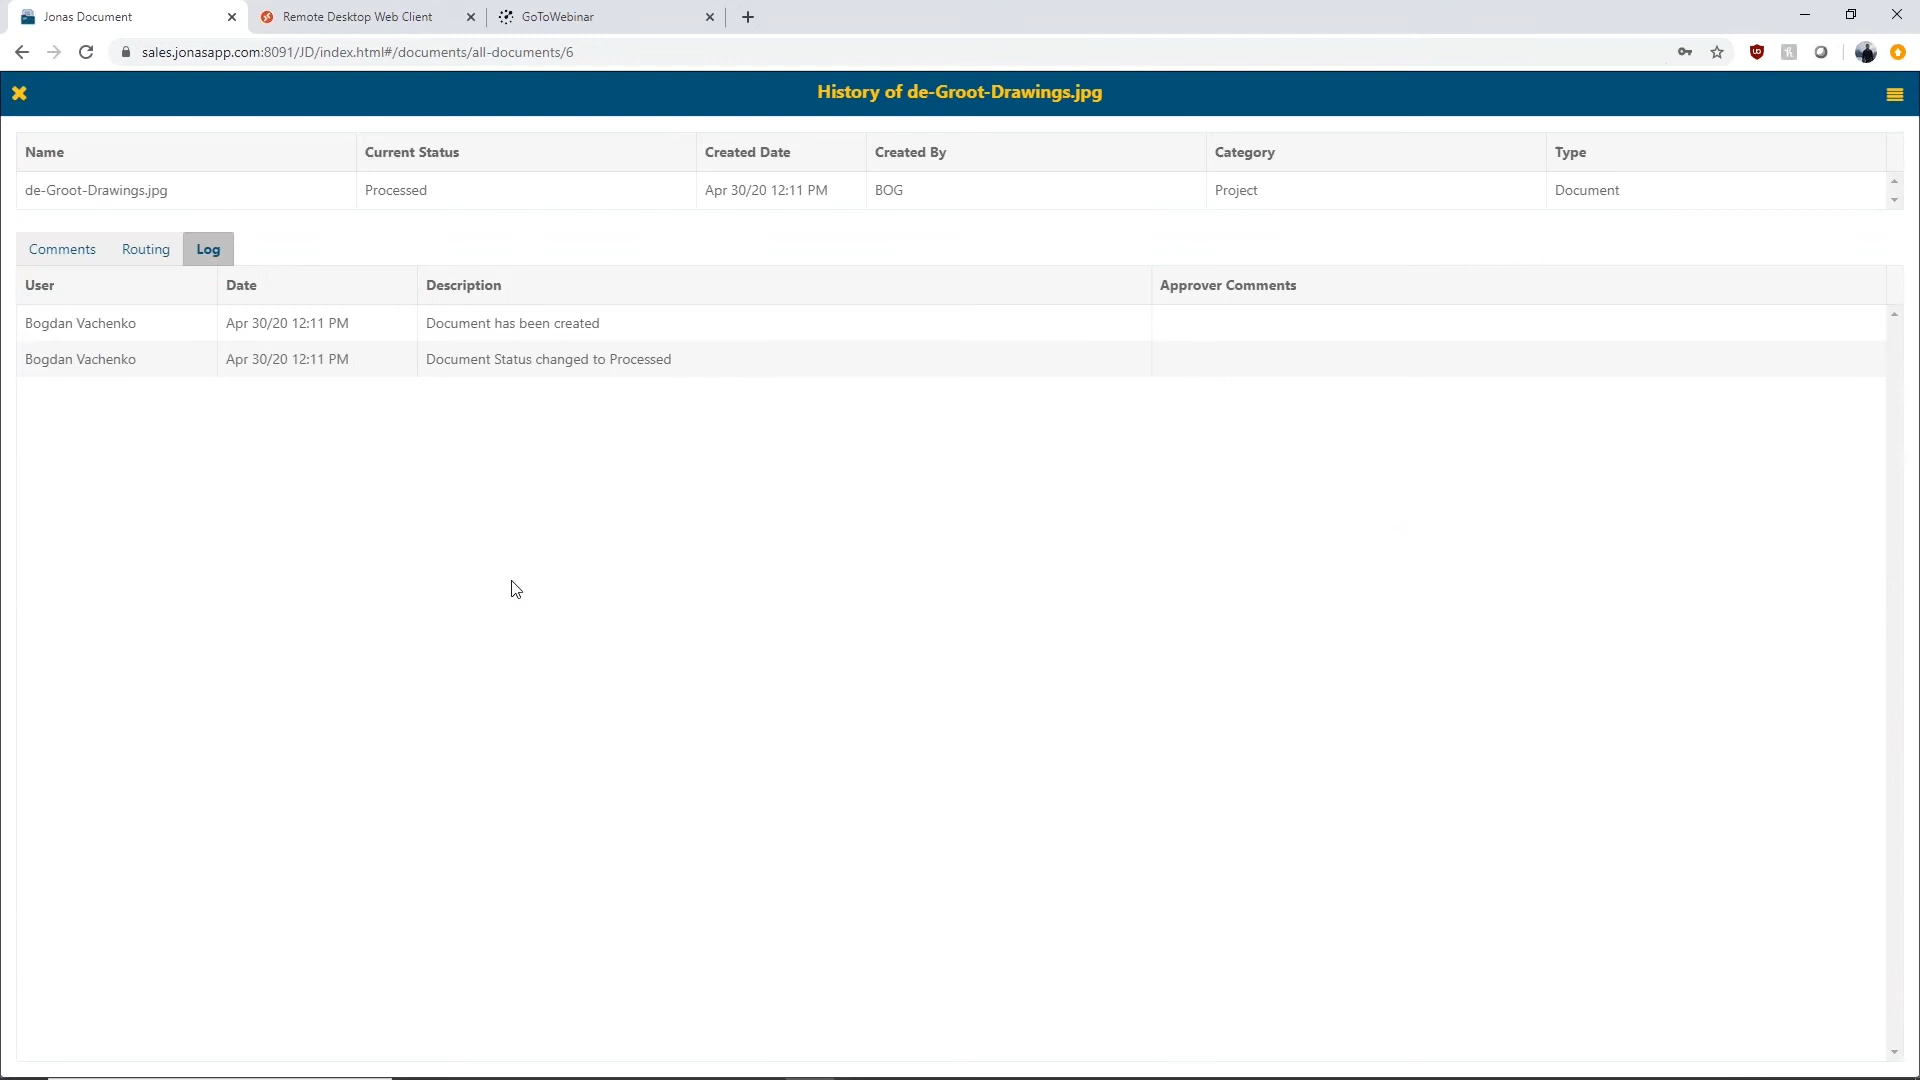 Jonas Document
Remote Desktop Web Client
GoToWebinar
sales.jonasapp.com:8091/JD/index.html#/documents/all-documents/6
History of de-Groot-Drawings.jpg
Name Current Status Created Date Created By Category Type
de-Groot-Drawings.jpg Processed Apr 30/20 12:11 PM BOG Project Document
Comments Routing Log
User Date Description Approver Comments
Bogdan Vachenko Apr 30/20 12:11 PM Document has been created
Bogdan Vachenko Apr 30/20 12:11 PM Document Status changed to Processed